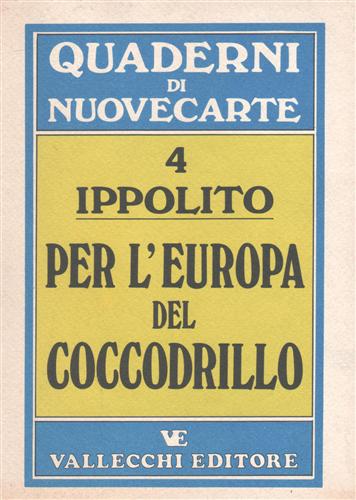 QUADERNI
DI
NUOVECARTE
4
IPPOLITO
PER L'EUROPA
DEL
COCCODRILLO
VE
VALLECCHI EDITORE